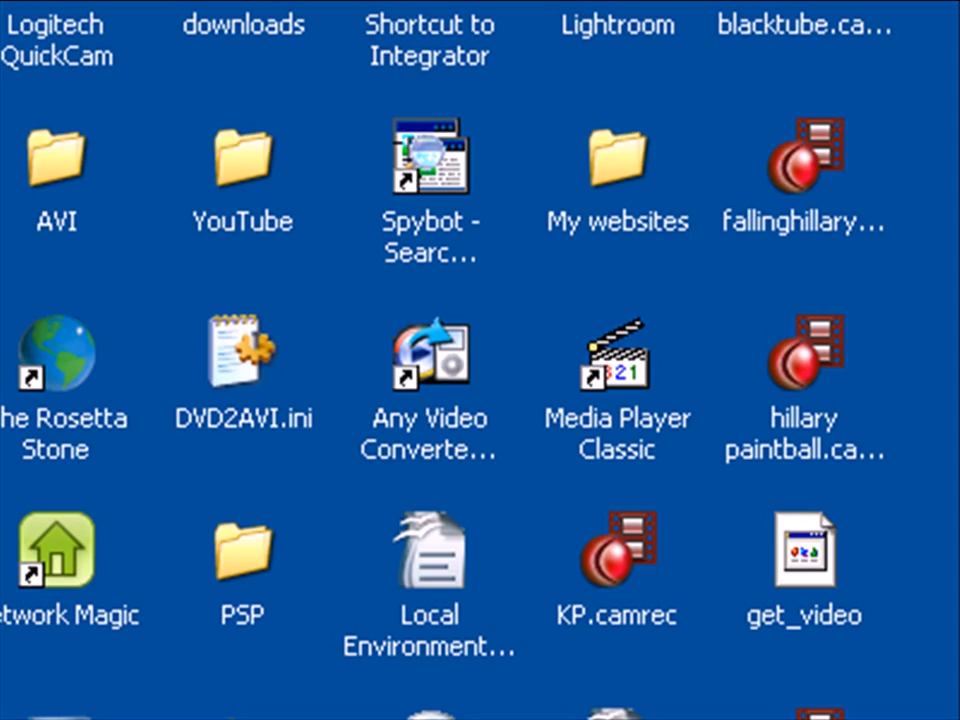 Logitech QuickCam
downloads
Shortcut to Integrator
Lightroom
blacktube.ca...
AVI
YouTube
Spybot - Searc...
My websites
fallinghillary...
he Rosetta Stone
DVD2AVI.ini
Any Video Converte...
Media Player Classic
hillary paintball.ca...
321
etwork Magic
PSP
Local Environment...
KP.camrec
get_video